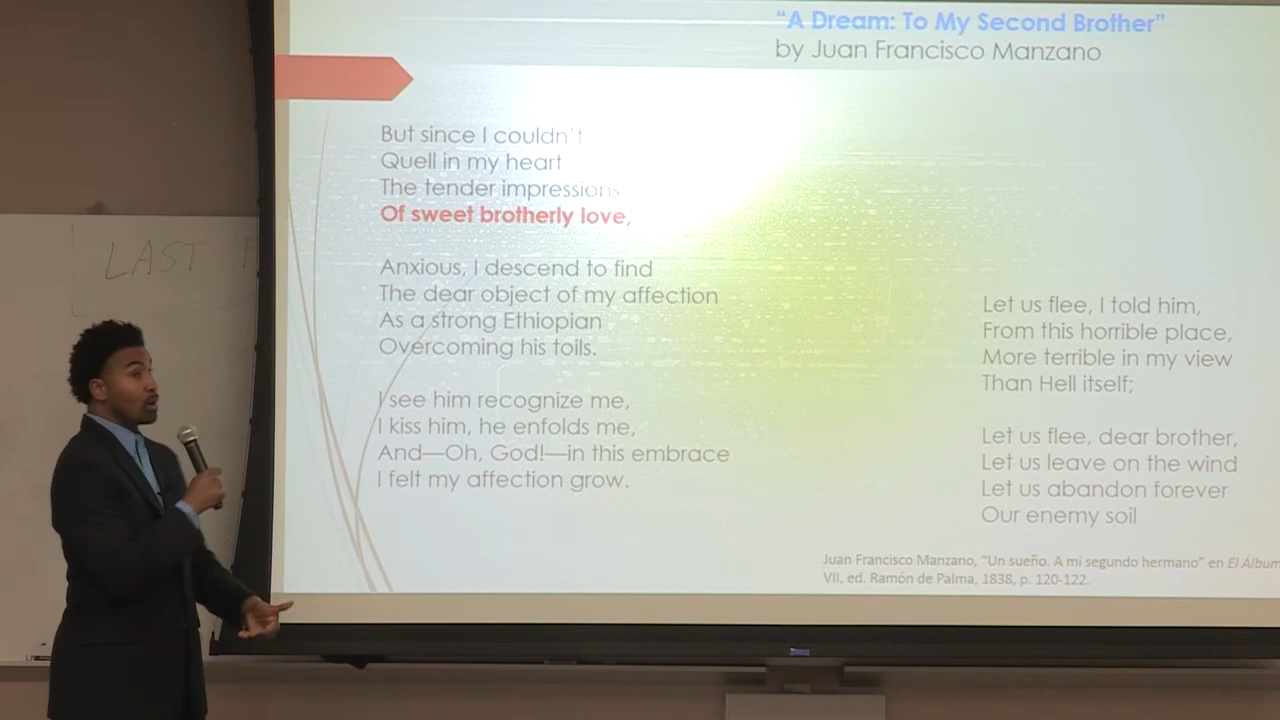 "A Dream: To My Second Brother"
by Juan Francisco Manzano
But since I couldn't
Quell in my heart
The tender impressions
Of sweet brotherly love,
Anxious, I descend to find
The dear object of my affection
As a strong Ethiopian
Overcoming his toils.
I see him recognize me,
I kiss him, he enfolds me,
And—Oh, God!—in this embrace
I felt my affection grow.
Let us flee, I told him,
From this horrible place,
More terrible in my view
Than Hell itself;
Let us flee, dear brother,
Let us leave on the wind
Let us abandon forever
Our enemy soil
Juan Francisco Manzano, "Un sueño. A mi segundo hermano" en El Álbum
VII, ed. Ramón de Palma, 1838, p. 120-122.
LAST